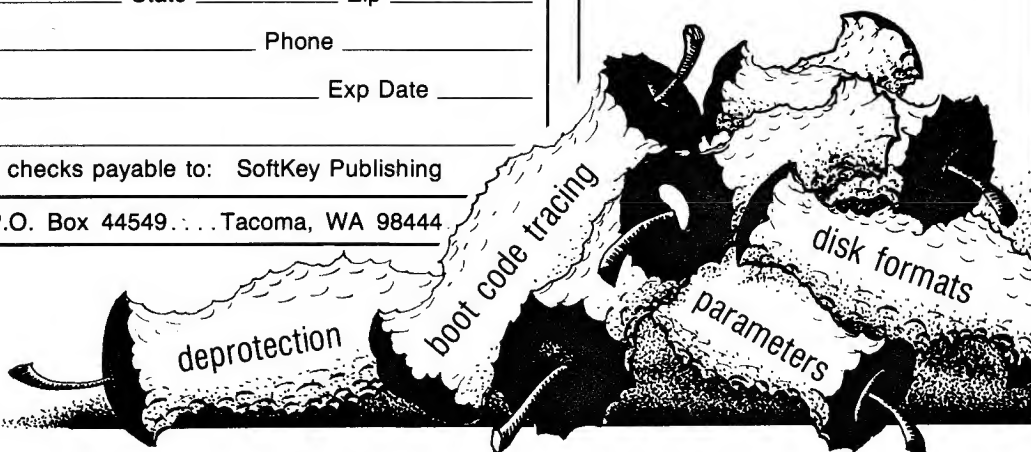 State Zip
Phone
Exp Date
checks payable to: SoftKey Publishing
P.O. Box 44549.... Tacoma, WA 98444
deprotection
boot code tracing
parameters
disk formats